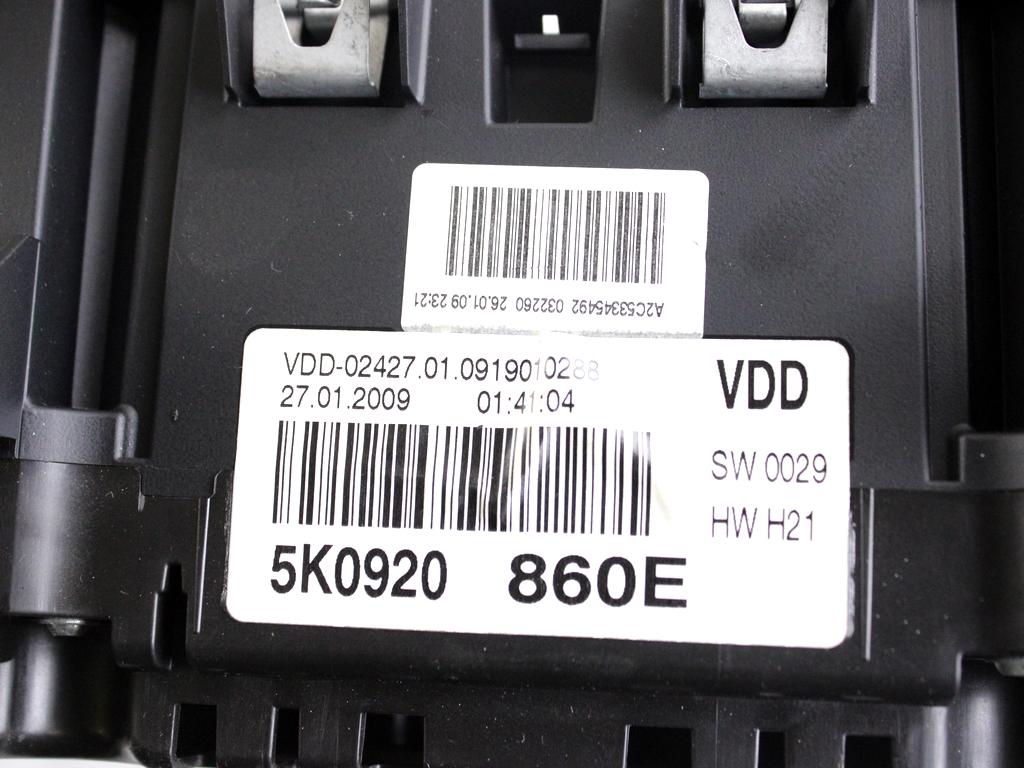 A2C53345492 032260 26.01.09 23:21
VDD-02427.01.0919010288
27.01.2009 01:41:04
VDD
SW 0029
HW H21
5K0920 860E